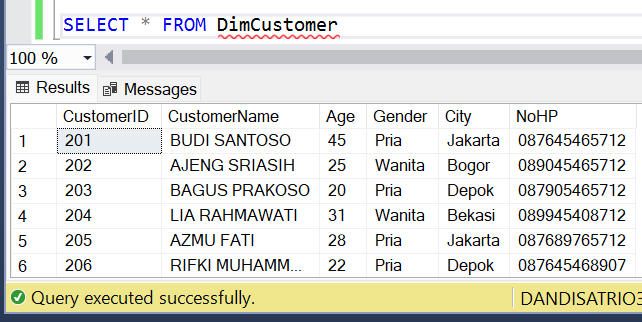 SELECT * FROM DimCustomer
100 %
Results Messages
CustomerID CustomerName Age Gender City NoHP
1 201 BUDI SANTOSO 45 Pria Jakarta 087645465712
2 202 AJENG SRIASIH 25 Wanita Bogor 089045465712
3 203 BAGUS PRAKOSO 20 Pria Depok 087905465712
4 204 LIA RAHMAWATI 31 Wanita Bekasi 089945408712
5 205 AZMU FATI 28 Pria Jakarta 087689765712
6 206 RIFKI MUHAMM... 22 Pria Depok 087645468907
Query executed successfully. DANDISATRIO3